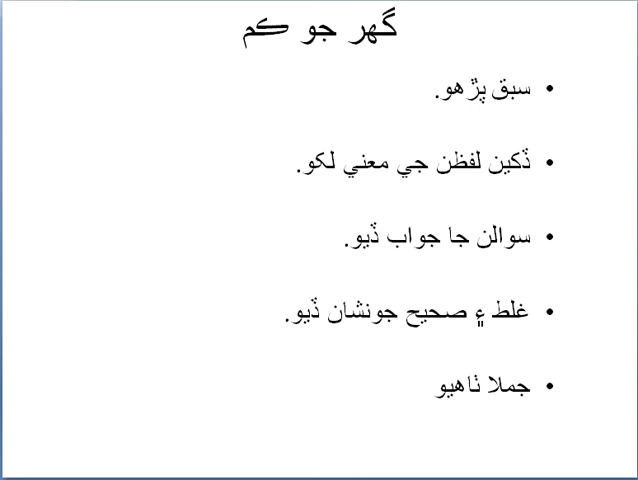 گھر جو ڪم
• سبق پڙهو.
• ڏکين لفظن جي معني لکو.
• سوالن جا جواب ڏيو.
• غلط ۽ صحيح جونشان ڏيو.
• جملا ٺاهيو